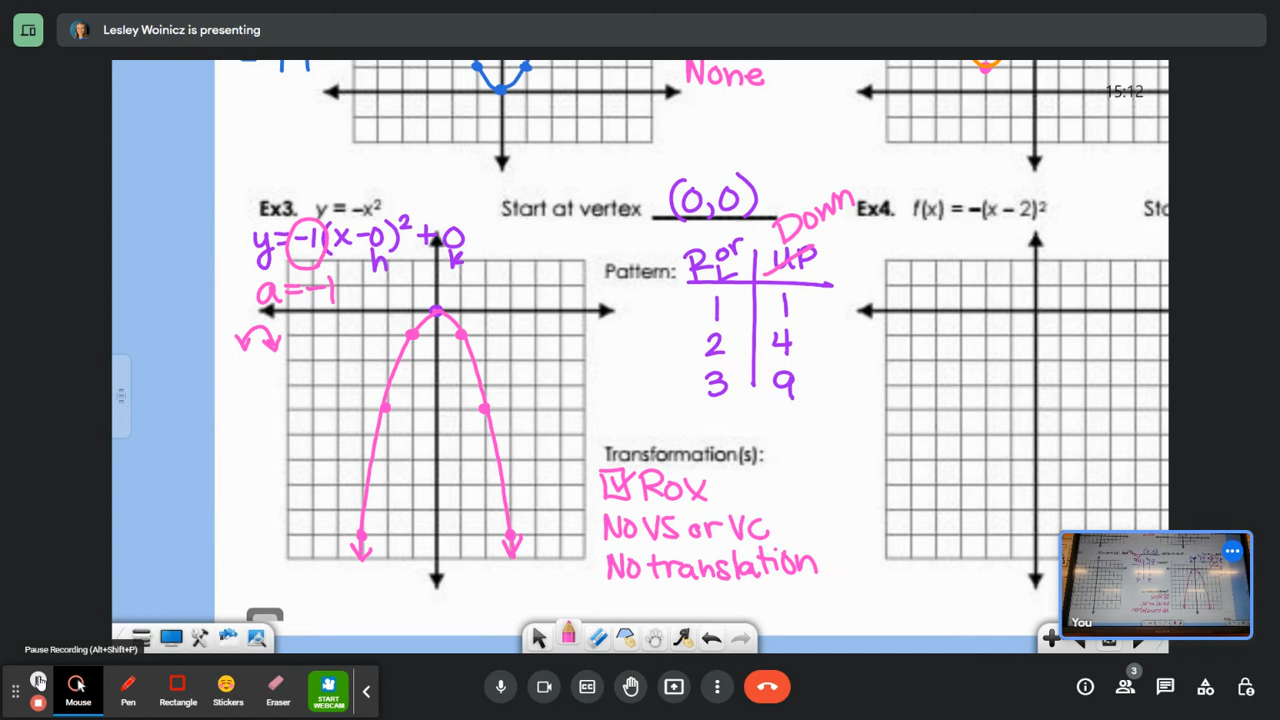 Lesley Woinicz is presenting
None
15:12
Ex3. y = -x²
Start at vertex (0,0)
Ex4. f(x) = -(x - 2)²
y = -1(x - 0)² + 0
h k
a = -1
Pattern:
R or L | UP Down
1 | 1
2 | 4
3 | 9
Transformation(s):
☑ Rox
No VS or VC
No translation
You
Pause Recording (Alt+Shift+P)
Mouse
Pen
Rectangle
Stickers
Eraser
START WEBCAM
CC
3